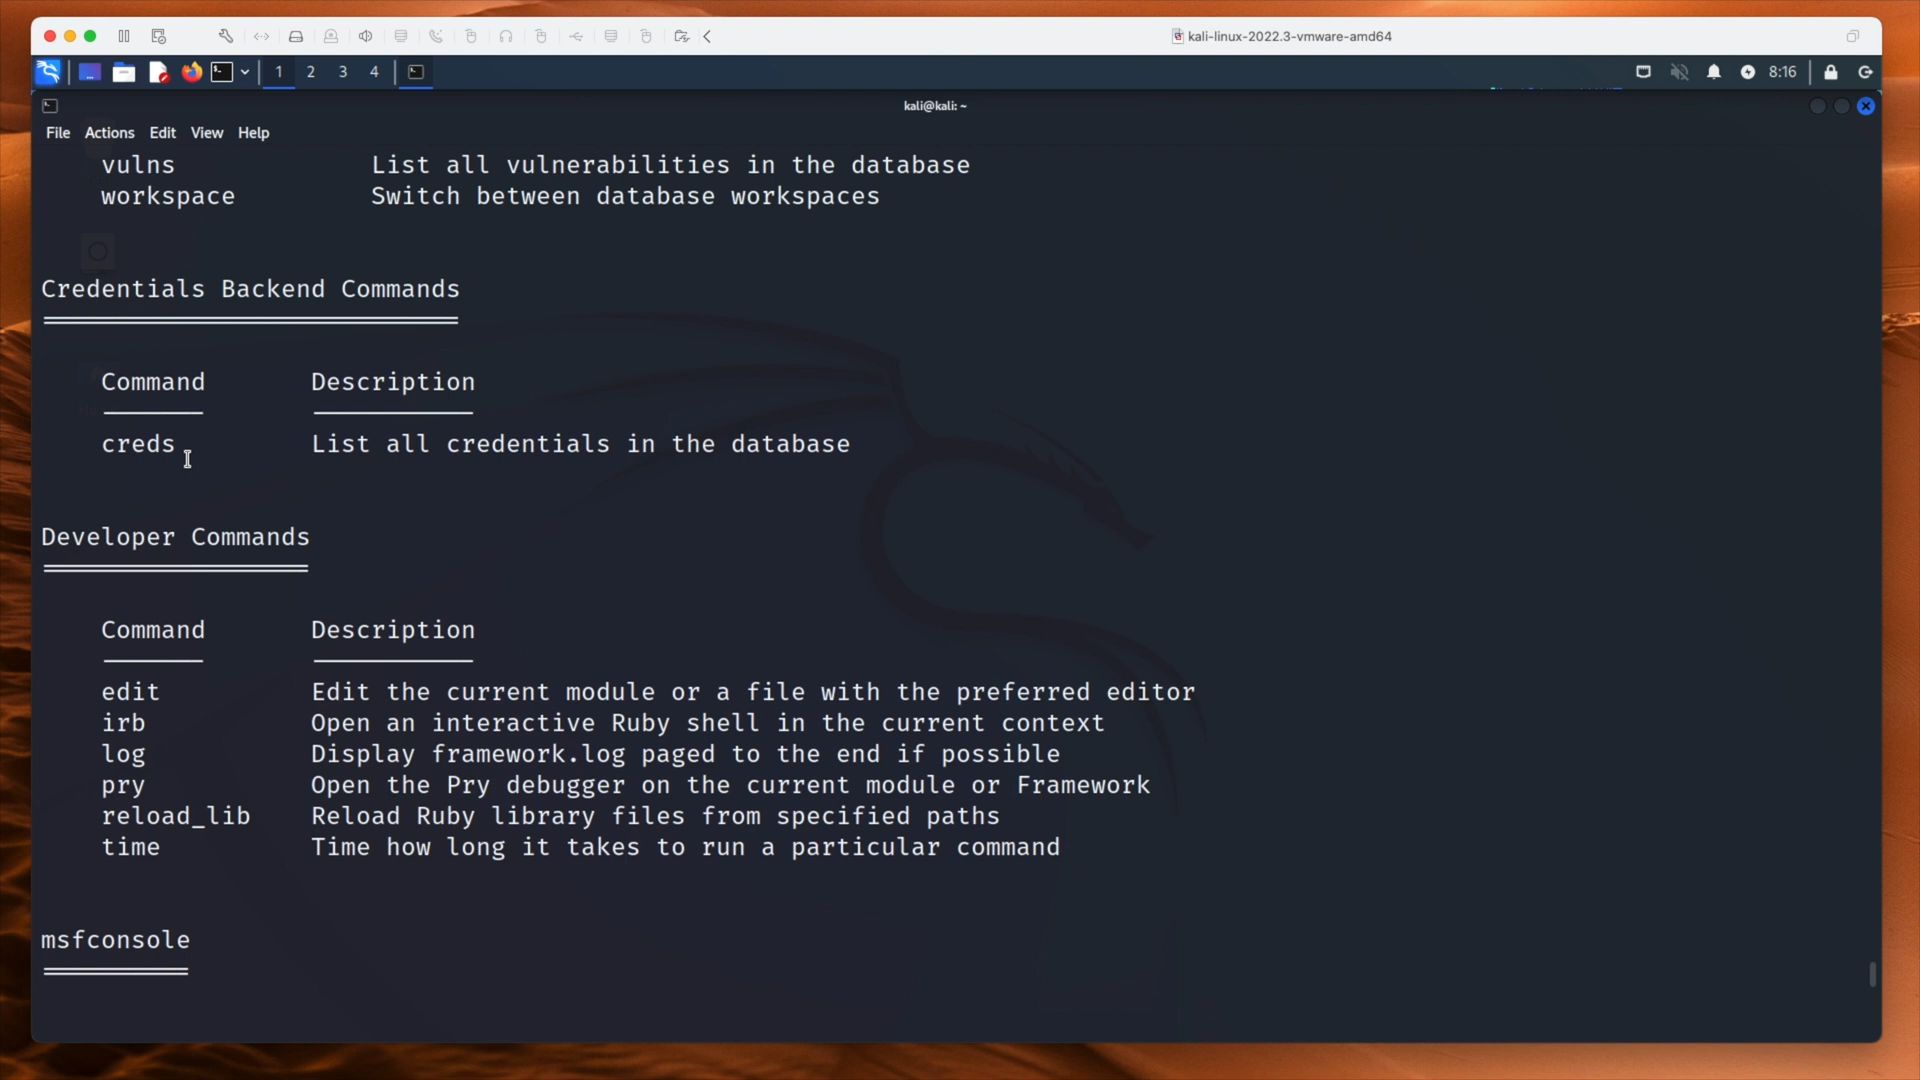 kali-linux-2022.3-vmware-amd64
1 2 3 4
8:16
kali@kali: ~
File Actions Edit View Help
vulns List all vulnerabilities in the database
workspace Switch between database workspaces
Credentials Backend Commands
Command Description
creds List all credentials in the database
Developer Commands
Command Description
edit Edit the current module or a file with the preferred editor
irb Open an interactive Ruby shell in the current context
log Display framework.log paged to the end if possible
pry Open the Pry debugger on the current module or Framework
reload_lib Reload Ruby library files from specified paths
time Time how long it takes to run a particular command
msfconsole